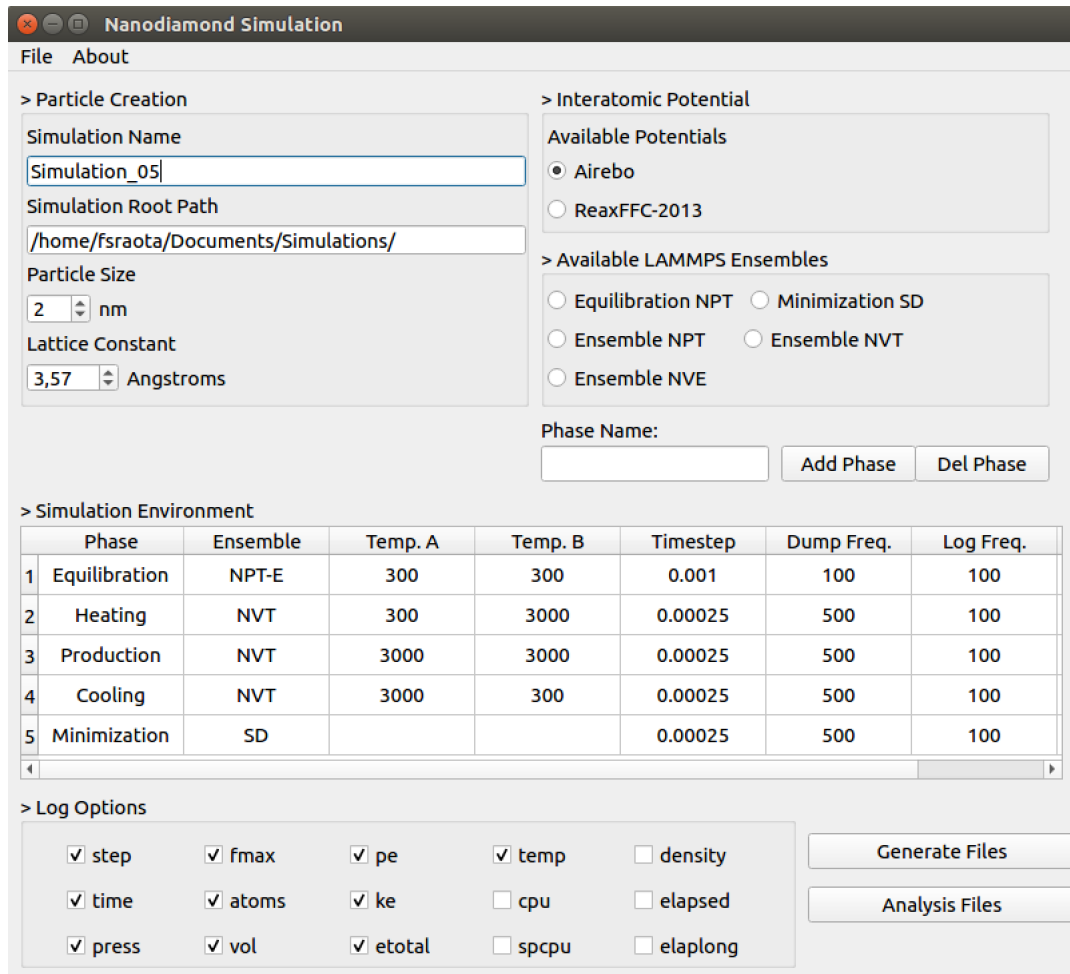 Nanodiamond Simulation
File About
> Particle Creation
Simulation Name
Simulation_05
Simulation Root Path
/home/fsraota/Documents/Simulations/
Particle Size
2 nm
Lattice Constant
3,57 Angstroms
> Interatomic Potential
Available Potentials
Airebo
ReaxFFC-2013
> Available LAMMPS Ensembles
Equilibration NPT Minimization SD
Ensemble NPT Ensemble NVT
Ensemble NVE
Phase Name:
Add Phase Del Phase
> Simulation Environment
Phase Ensemble Temp. A Temp. B Timestep Dump Freq. Log Freq.
1 Equilibration NPT-E 300 300 0.001 100 100
2 Heating NVT 300 3000 0.00025 500 100
3 Production NVT 3000 3000 0.00025 500 100
4 Cooling NVT 3000 300 0.00025 500 100
5 Minimization SD 0.00025 500 100
> Log Options
step fmax pe temp density
time atoms ke cpu elapsed
press vol etotal spcpu elaplong
Generate Files
Analysis Files